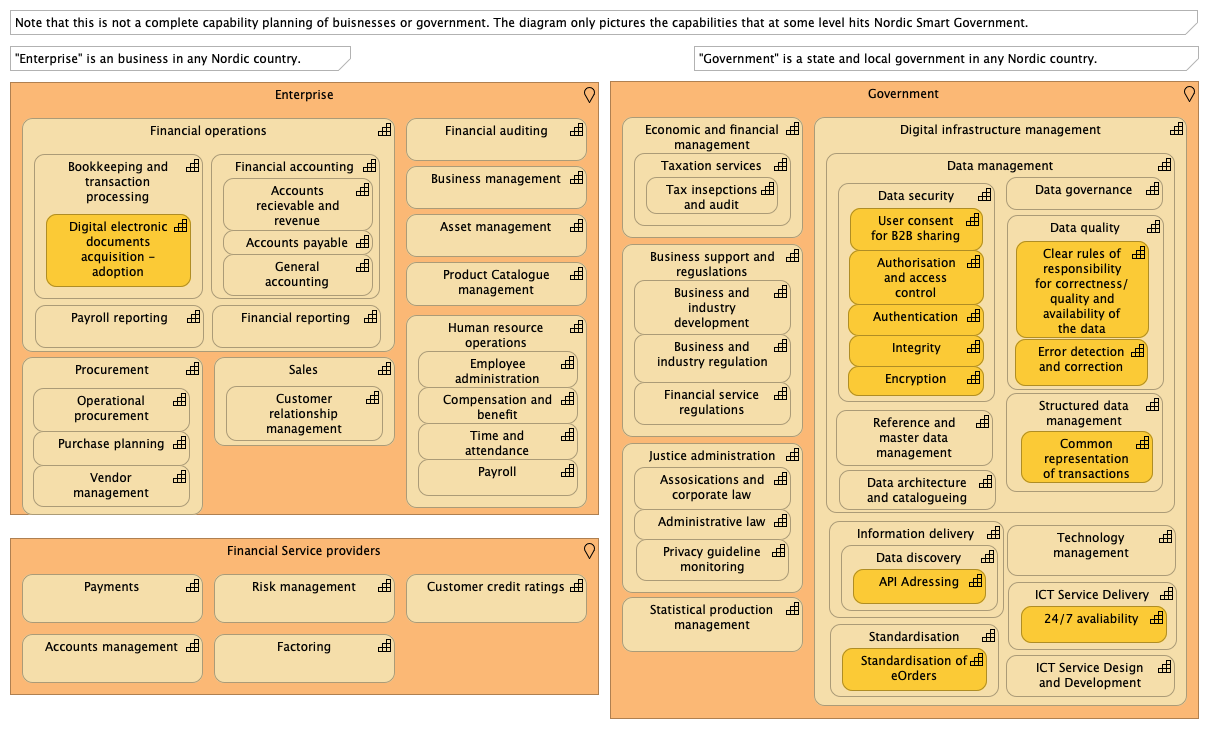 Note that this is not a complete capability planning of buisnesses or government. The diagram only pictures the capabilities that at some level hits Nordic Smart Government.
"Enterprise" is an business in any Nordic country.
"Government" is a state and local government in any Nordic country.
Enterprise
Financial operations
Bookkeeping and
transaction
processing
Digital electronic
documents
acquisition -
adoption
Financial accounting
Accounts
recievable and
revenue
Accounts payable
General
accounting
Payroll reporting
Financial reporting
Procurement
Operational
procurement
Purchase planning
Vendor
management
Sales
Customer
relationship
management
Financial auditing
Business management
Asset management
Product Catalogue
management
Human resource
operations
Employee
administration
Compensation and
benefit
Time and
attendance
Payroll
Financial Service providers
Payments
Risk management
Customer credit ratings
Accounts management
Factoring
Government
Economic and financial
management
Taxation services
Tax insepctions
and audit
Business support and
reguslations
Business and
industry
development
Business and
industry regulation
Financial service
regulations
Justice administration
Assosications and
corporate law
Administrative law
Privacy guideline
monitoring
Statistical production
management
Digital infrastructure management
Data management
Data security
User consent
for B2B sharing
Authorisation
and access
control
Authentication
Integrity
Encryption
Data governance
Data quality
Clear rules of
responsibility
for correctness/
quality and
availability of
the data
Error detection
and correction
Reference and
master data
management
Structured data
management
Common
representation
of transactions
Data architecture
and catalogueing
Information delivery
Data discovery
API Adressing
Technology
management
ICT Service Delivery
24/7 avaliability
Standardisation
Standardisation of
eOrders
ICT Service Design
and Development